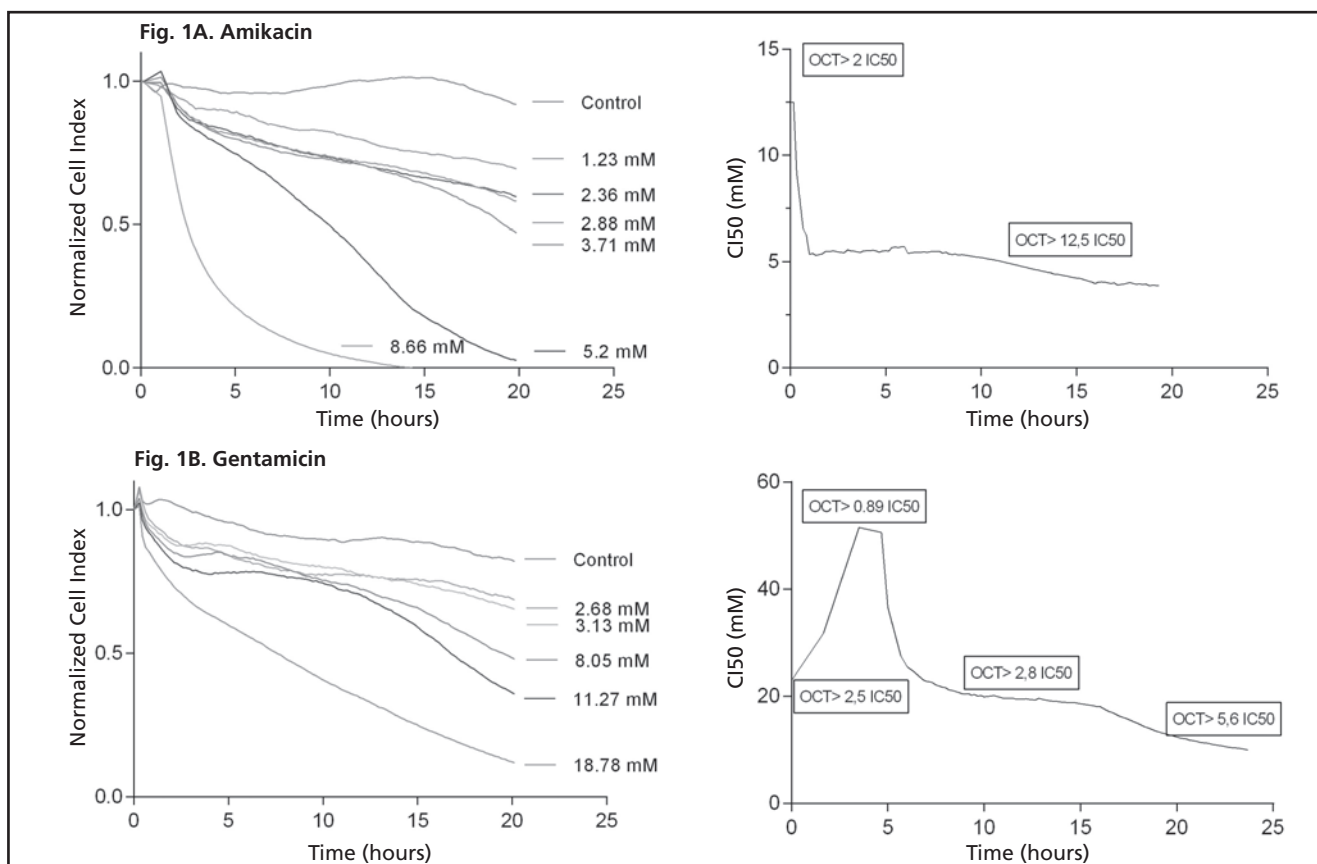 Fig. 1A. Amikacin
Normalized Cell Index
1.0
0.5
0.0
Control
1.23 mM
2.36 mM
2.88 mM
3.71 mM
8.66 mM
5.2 mM
0 5 10 15 20 25
Time (hours)
CI50 (mM)
15
10
5
0
OCT> 2 IC50
OCT> 12,5 IC50
0 5 10 15 20 25
Time (hours)
Fig. 1B. Gentamicin
Normalized Cell Index
1.0
0.5
0.0
Control
2.68 mM
3.13 mM
8.05 mM
11.27 mM
18.78 mM
0 5 10 15 20 25
Time (hours)
CI50 (mM)
60
40
20
0
OCT> 0.89 IC50
OCT> 2,8 IC50
OCT> 2,5 IC50
OCT> 5,6 IC50
0 5 10 15 20 25
Time (hours)